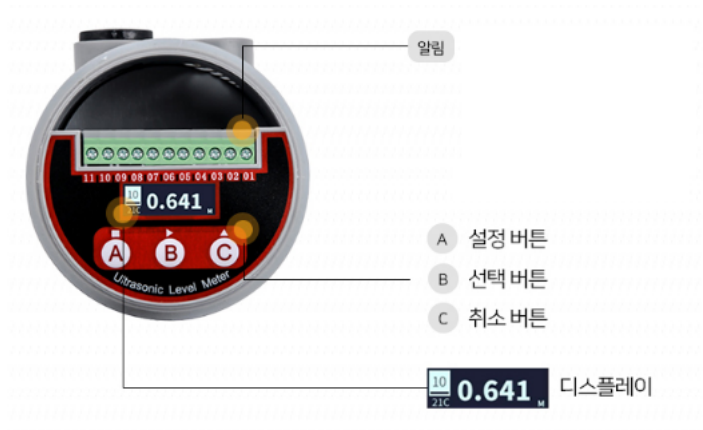 알림
11 10 09 08 07 06 05 04 03 02 01
10
21C
0.641 M
A B C
Ultrasonic Level Meter
A 설정 버튼
B 선택 버튼
C 취소 버튼
10
21C
0.641 M
디스플레이